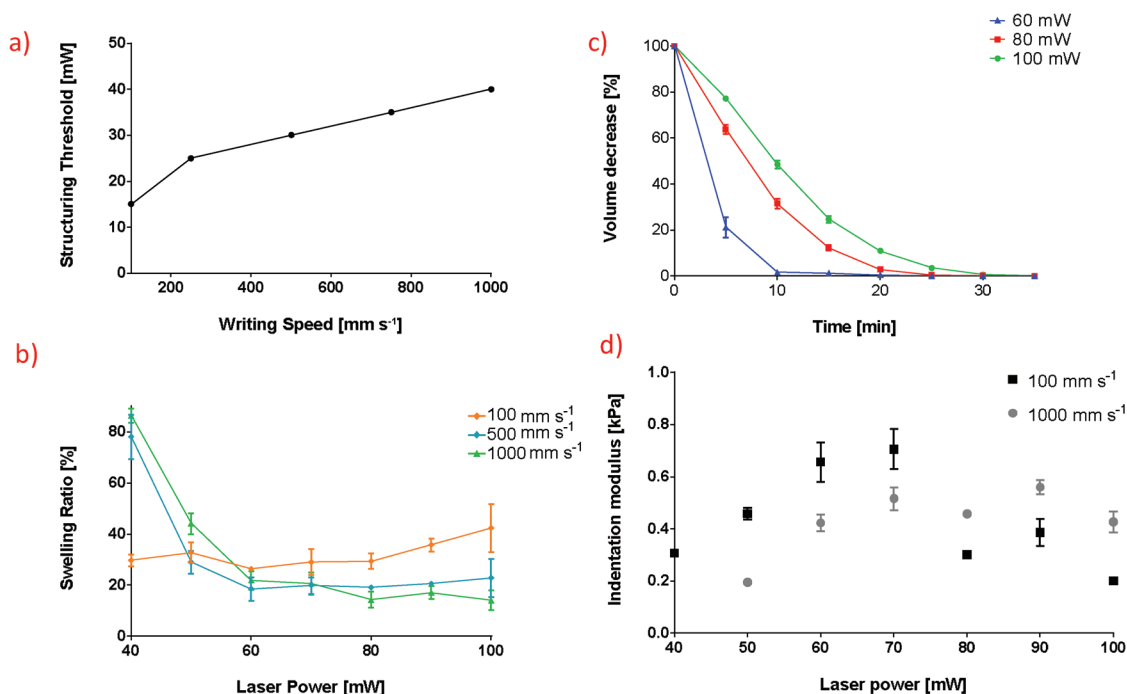 a)
50
40
30
20
10
0
Structuring Threshold [mW]
200
400
600
800
1000
Writing Speed [mm s⁻¹]
c)
60 mW
80 mW
100 mW
100
80
60
40
20
0
Volume decrease [%]
0
10
20
30
Time [min]
b)
80
60
40
20
0
Swelling Ratio [%]
100 mm s⁻¹
500 mm s⁻¹
1000 mm s⁻¹
40
60
80
100
Laser Power [mW]
d)
1.0
0.8
0.6
0.4
0.2
0.0
Indentation modulus [kPa]
100 mm s⁻¹
1000 mm s⁻¹
40
50
60
70
80
90
100
Laser power [mW]